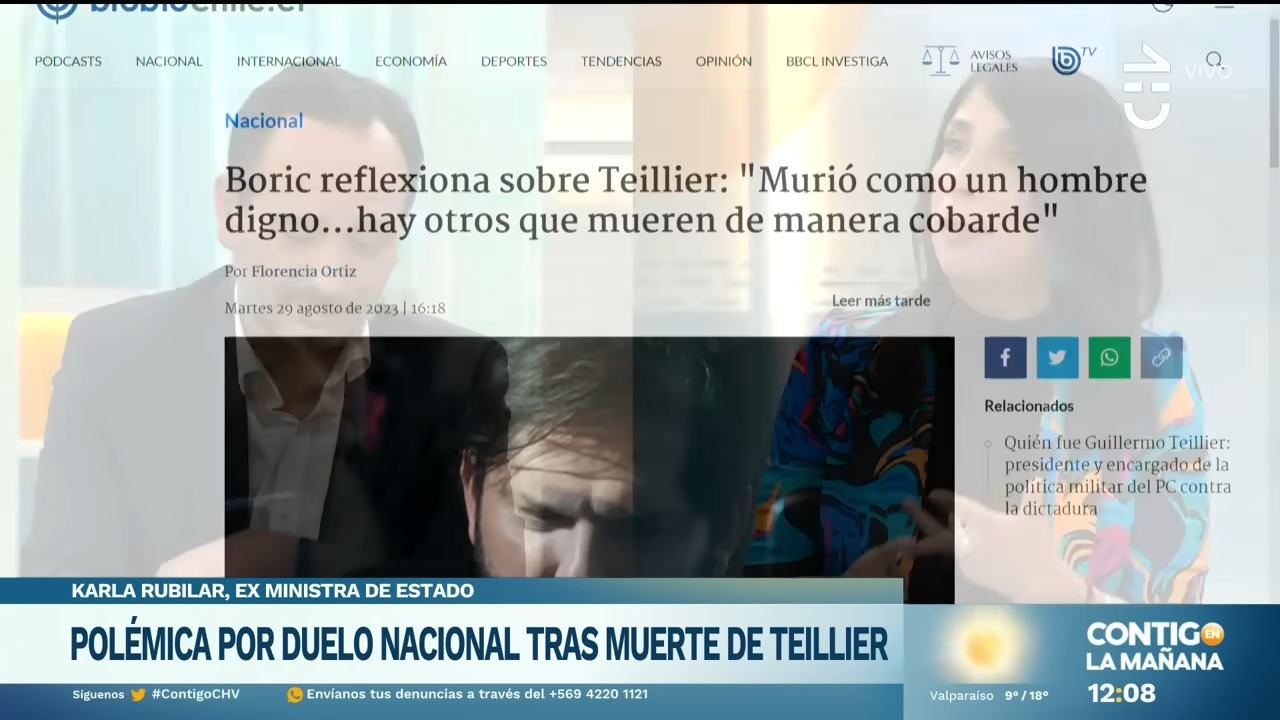 biobiochile.cl
PODCASTS NACIONAL INTERNACIONAL ECONOMÍA DEPORTES TENDENCIAS OPINIÓN BBCL INVESTIGA AVISOS LEGALES TV
CHV VIVO
Nacional
Boric reflexiona sobre Teillier: "Murió como un hombre
digno...hay otros que mueren de manera cobarde"
Por Florencia Ortiz
Martes 29 agosto de 2023 | 16:18
Leer más tarde
Relacionados
Quién fue Guillermo Teillier:
presidente y encargado de la
política militar del PC contra
la dictadura
KARLA RUBILAR, EX MINISTRA DE ESTADO
POLÉMICA POR DUELO NACIONAL TRAS MUERTE DE TEILLIER
Síguenos #ContigoCHV Envíanos tus denuncias a través del +569 4220 1121
Valparaíso 9° / 18°
CONTIGO EN
LA MAÑANA
12:08